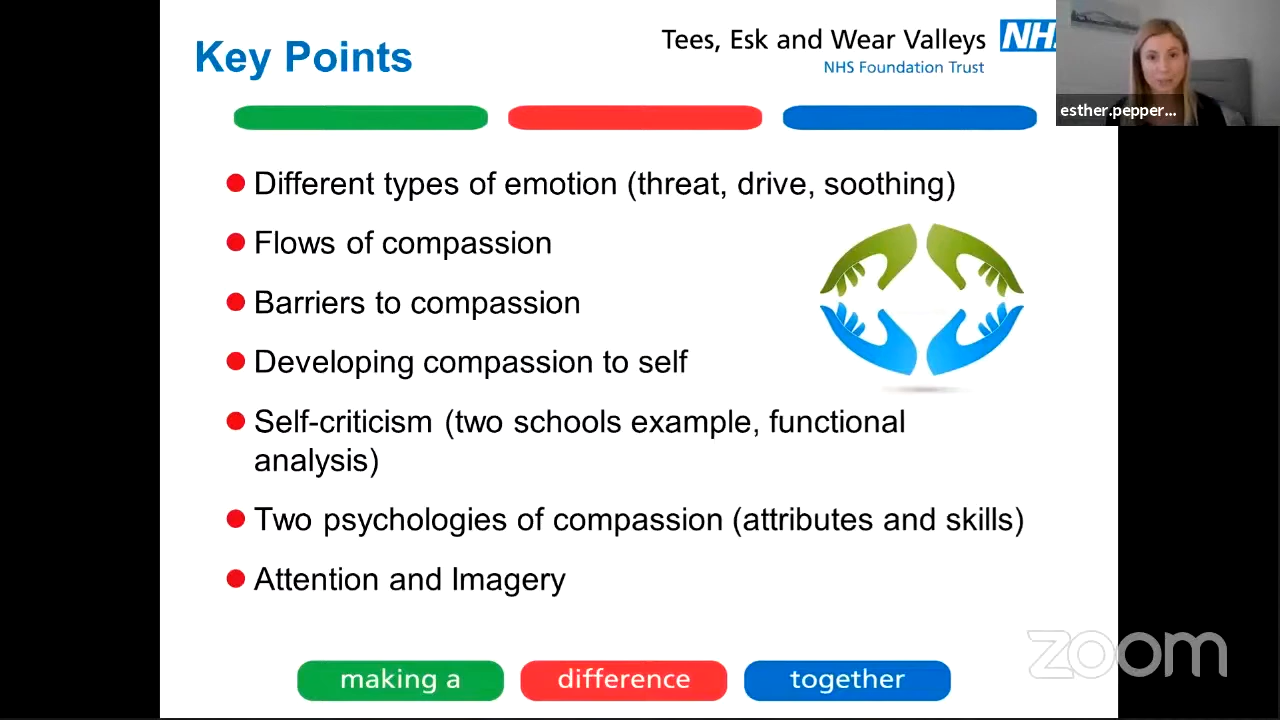 Key Points
Tees, Esk and Wear Valleys
NHS Foundation Trust
NH
esther.pepper...
Different types of emotion (threat, drive, soothing)
Flows of compassion
Barriers to compassion
Developing compassion to self
Self-criticism (two schools example, functional
analysis)
Two psychologies of compassion (attributes and skills)
Attention and Imagery
making a
difference
together
zoom